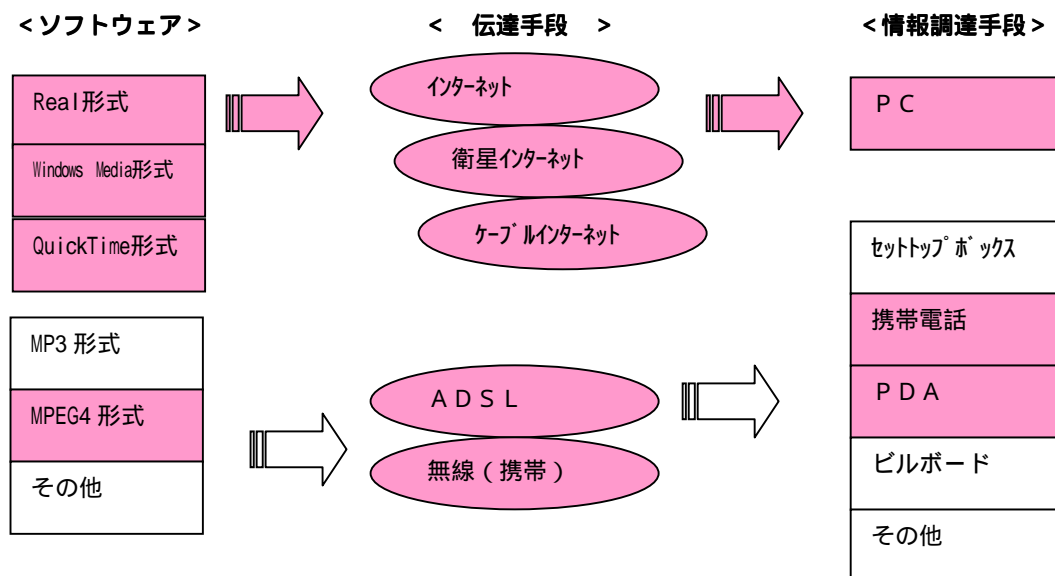 <ソフトウェア>
< 伝達手段 >
<情報調達手段>
Real形式
Windows Media形式
QuickTime形式
MP3 形式
MPEG4 形式
その他
インターネット
衛星インターネット
ケーブルインターネット
ADSL
無線(携帯)
PC
セットトップボックス
携帯電話
PDA
ビルボード
その他